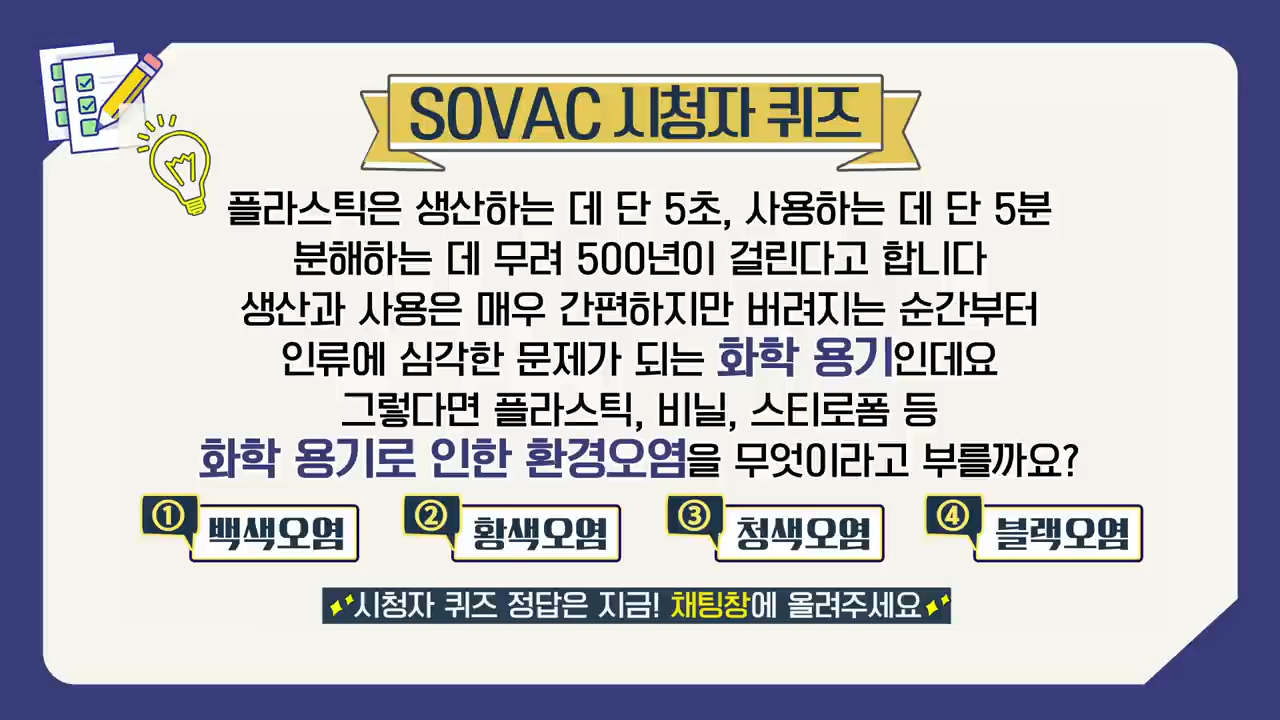 SOVAC 시청자 퀴즈
플라스틱은 생산하는 데 단 5초, 사용하는 데 단 5분
분해하는 데 무려 500년이 걸린다고 합니다
생산과 사용은 매우 간편하지만 버려지는 순간부터
인류에 심각한 문제가 되는 화학 용기인데요
그렇다면 플라스틱, 비닐, 스티로폼 등
화학 용기로 인한 환경오염을 무엇이라고 부를까요?
① 백색오염 ② 황색오염 ③ 청색오염 ④ 블랙오염
시청자 퀴즈 정답은 지금! 채팅창에 올려주세요